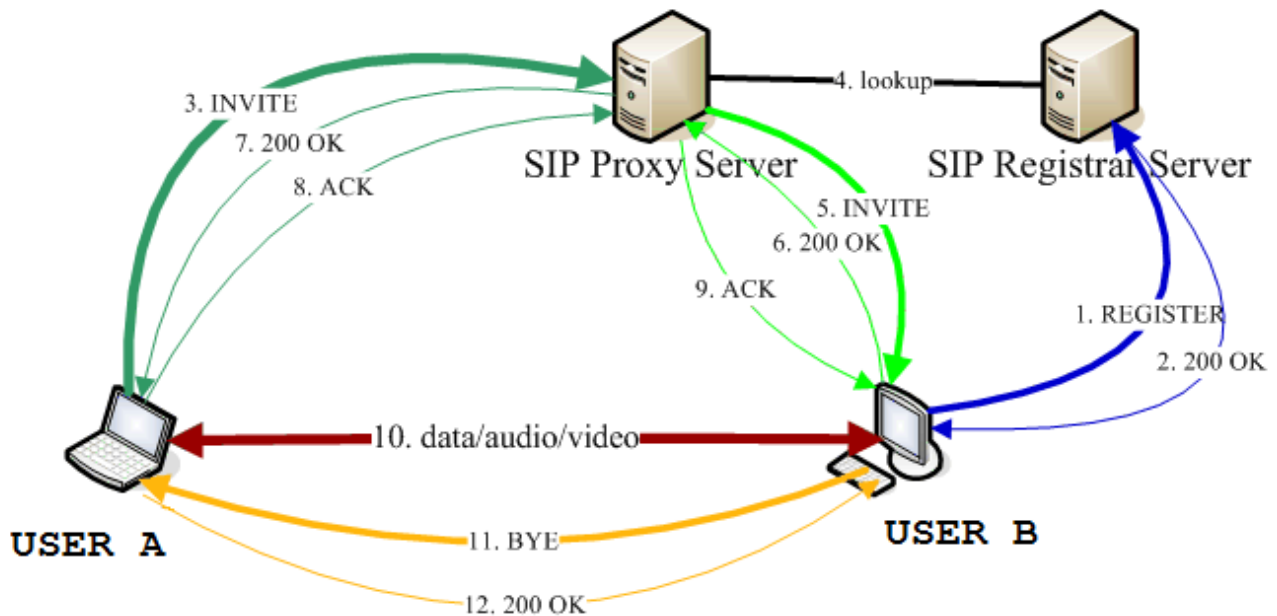 3. INVITE
4. lookup
7. 200 OK
SIP Proxy Server
SIP Registrar Server
8. ACK
5. INVITE
6. 200 OK
9. ACK
1. REGISTER
2. 200 OK
10. data/audio/video
USER A
11. BYE
USER B
12. 200 OK